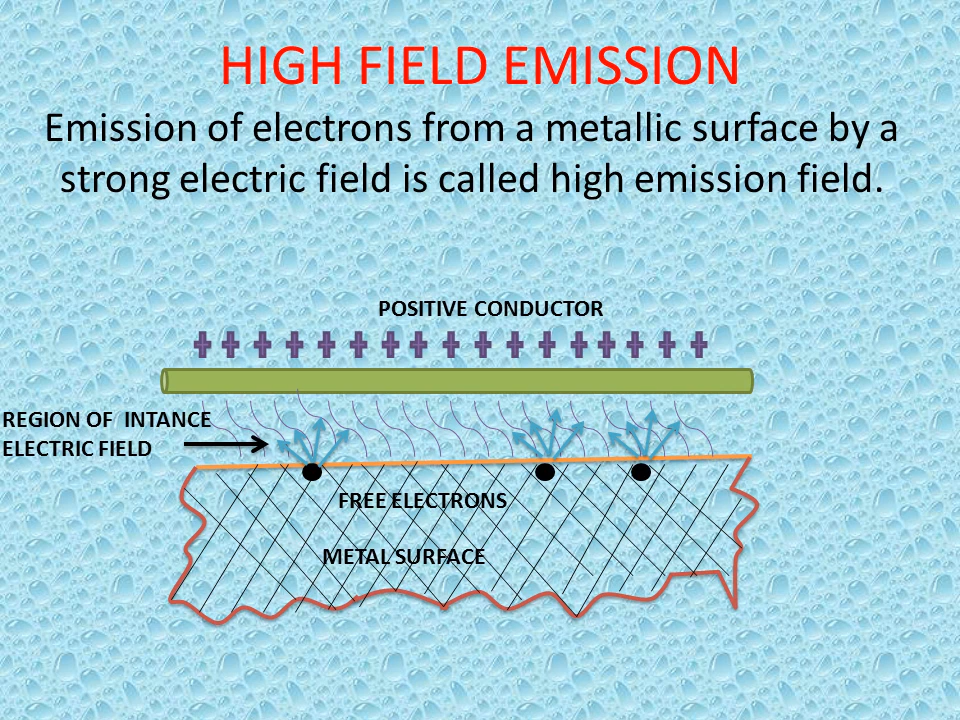 HIGH FIELD EMISSION
Emission of electrons from a metallic surface by a
strong electric field is called high emission field.
POSITIVE CONDUCTOR
REGION OF INTANCE
ELECTRIC FIELD
FREE ELECTRONS
METAL SURFACE